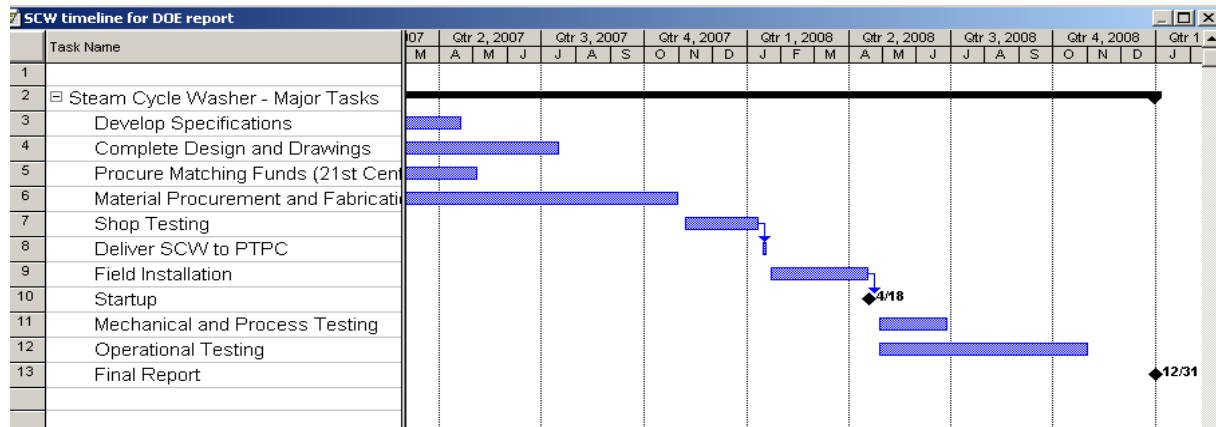 SCW timeline for DOE report
Task Name
007 Qtr 2, 2007 Qtr 3, 2007 Qtr 4, 2007 Qtr 1, 2008 Qtr 2, 2008 Qtr 3, 2008 Qtr 4, 2008 Qtr 1
M A M J J A S O N D J F M A M J J A S O N D J
1
2 Steam Cycle Washer - Major Tasks
3 Develop Specifications
4 Complete Design and Drawings
5 Procure Matching Funds (21st Cent
6 Material Procurement and Fabricati
7 Shop Testing
8 Deliver SCW to PTPC
9 Field Installation
10 Startup 4/18
11 Mechanical and Process Testing
12 Operational Testing
13 Final Report 12/31